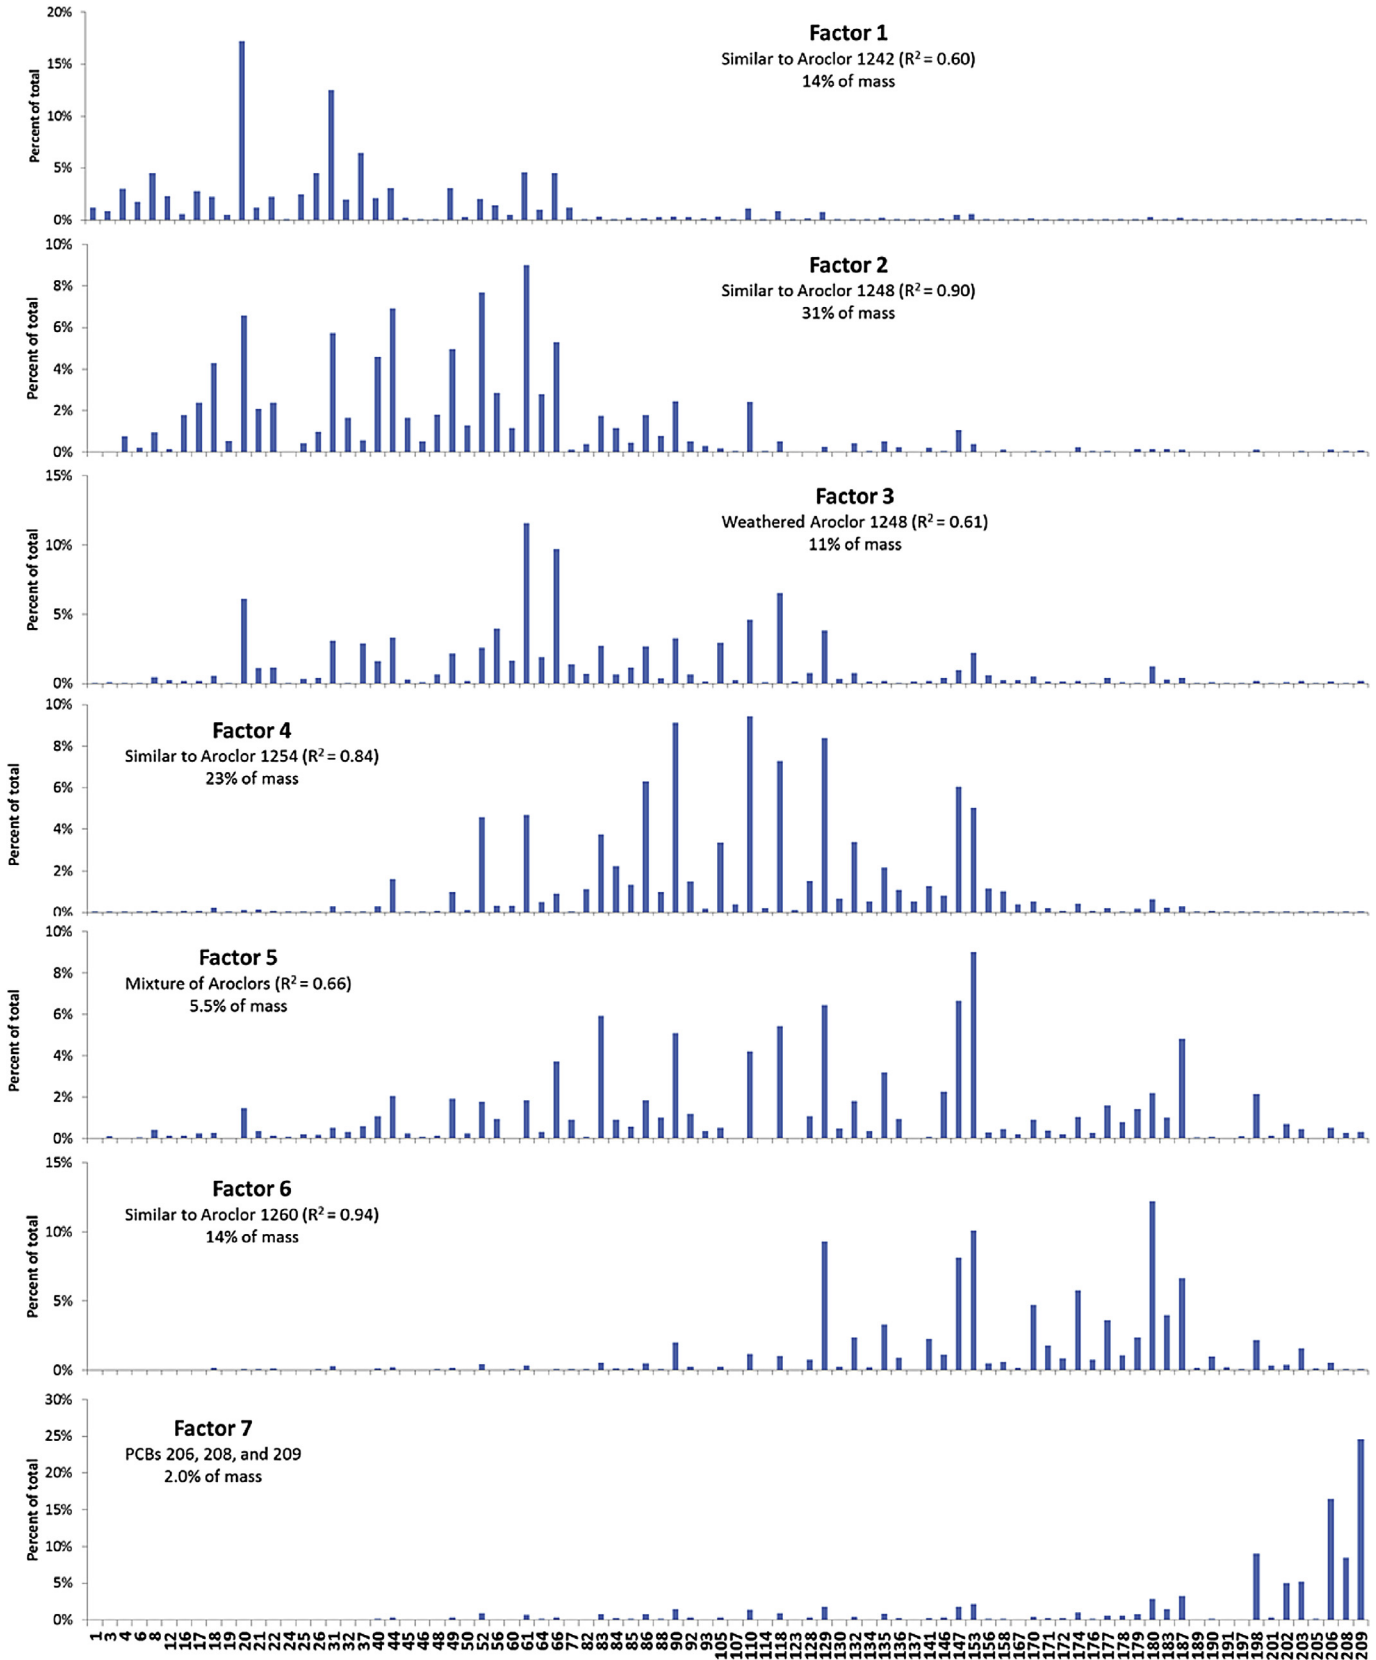 20%
15%
10%
5%
0%
Percent of total
Factor 1
Similar to Aroclor 1242 (R² = 0.60)
14% of mass
10%
8%
6%
4%
2%
0%
Percent of total
Factor 2
Similar to Aroclor 1248 (R² = 0.90)
31% of mass
15%
10%
5%
0%
Percent of total
Factor 3
Weathered Aroclor 1248 (R² = 0.61)
11% of mass
10%
8%
6%
4%
2%
0%
Percent of total
Factor 4
Similar to Aroclor 1254 (R² = 0.84)
23% of mass
10%
8%
6%
4%
2%
0%
Percent of total
Factor 5
Mixture of Aroclors (R² = 0.66)
5.5% of mass
15%
10%
5%
0%
Percent of total
Factor 6
Similar to Aroclor 1260 (R² = 0.94)
14% of mass
30%
25%
20%
15%
10%
5%
0%
Percent of total
Factor 7
PCBs 206, 208, and 209
2.0% of mass
1 3 4 6 8 12 16 17 18 19 20 21 22 24 25 26 31 32 37 40 44 45 46 48 49 50 52 56 60 61 64 66 77 82 83 84 85 86 88 90 92 93 105 107 110 114 118 123 128 129 130 132 134 135 136 137 141 146 147 153 156 158 167 170 171 172 174 176 177 178 179 180 183 187 189 190 191 197 198 201 202 203 205 206 208 209